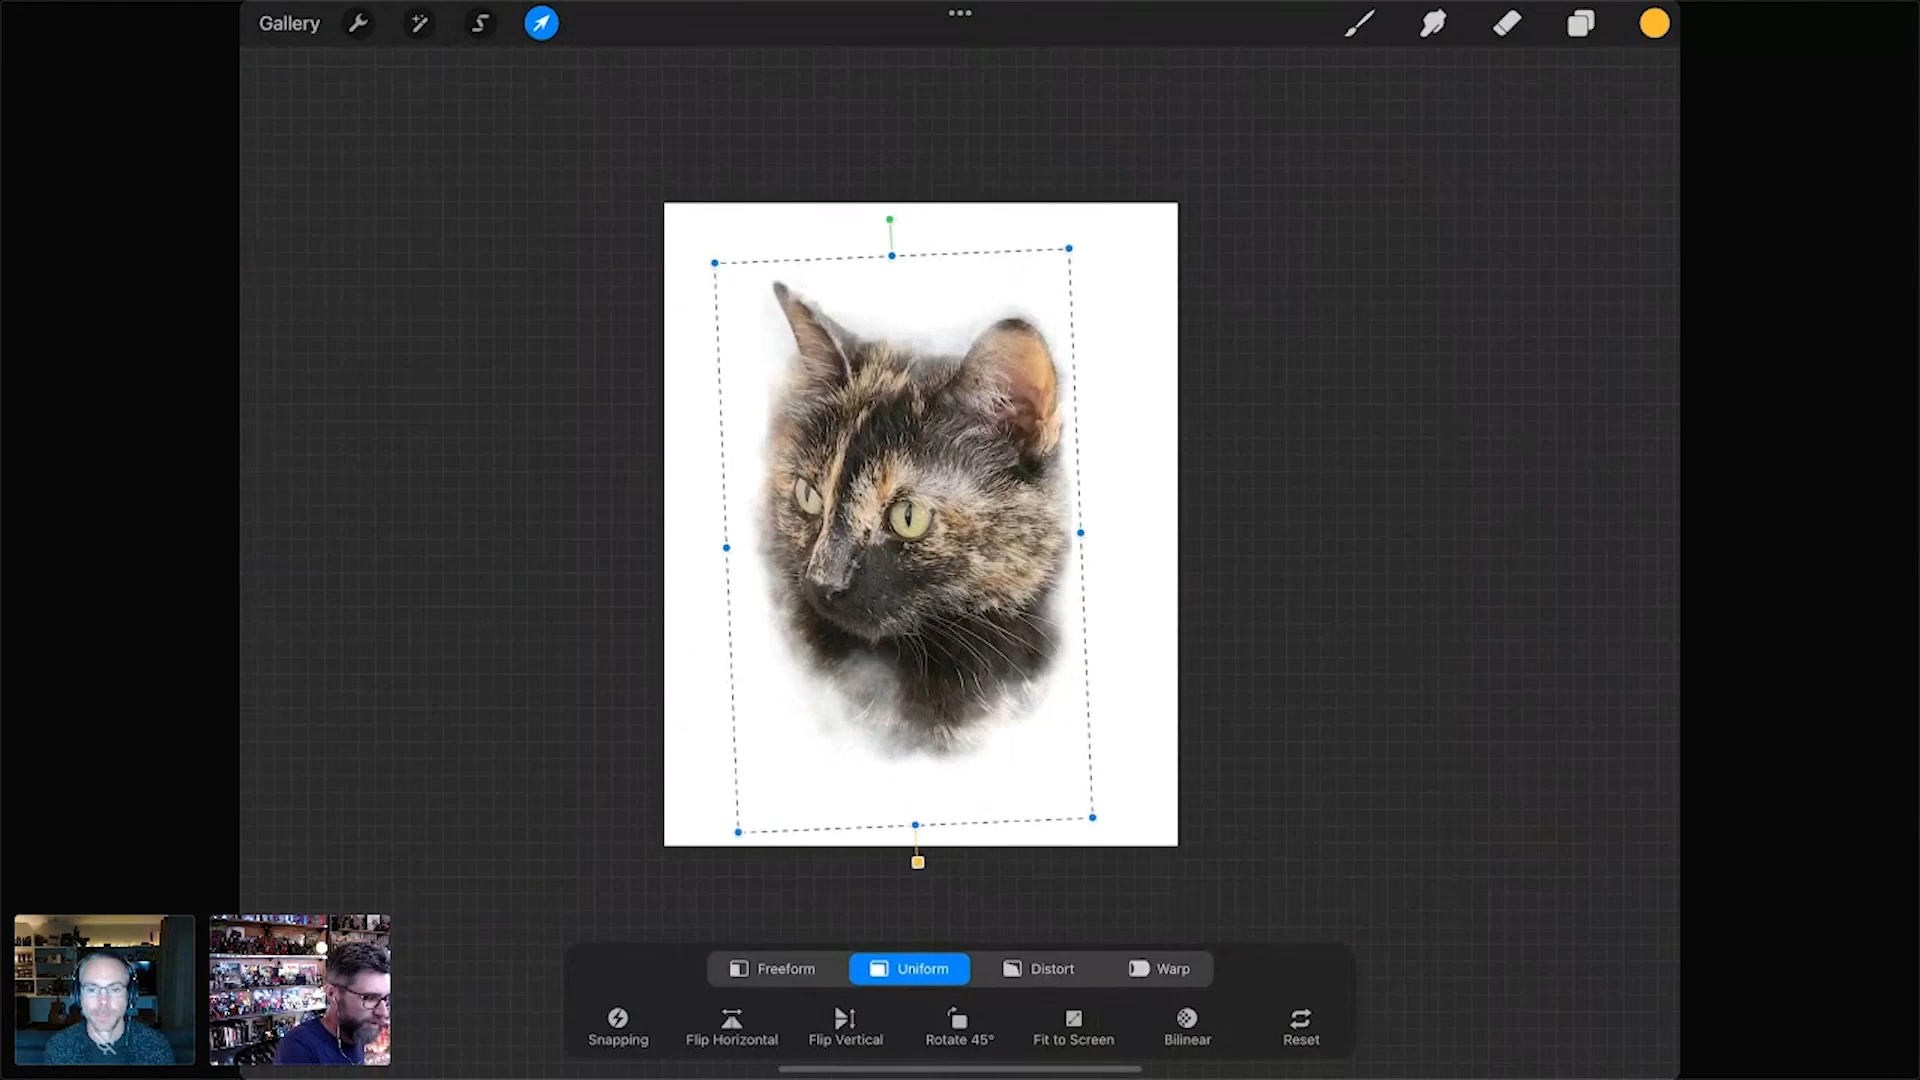 Gallery
Freeform Uniform Distort Warp
Snapping Flip Horizontal Flip Vertical Rotate 45° Fit to Screen Bilinear Reset